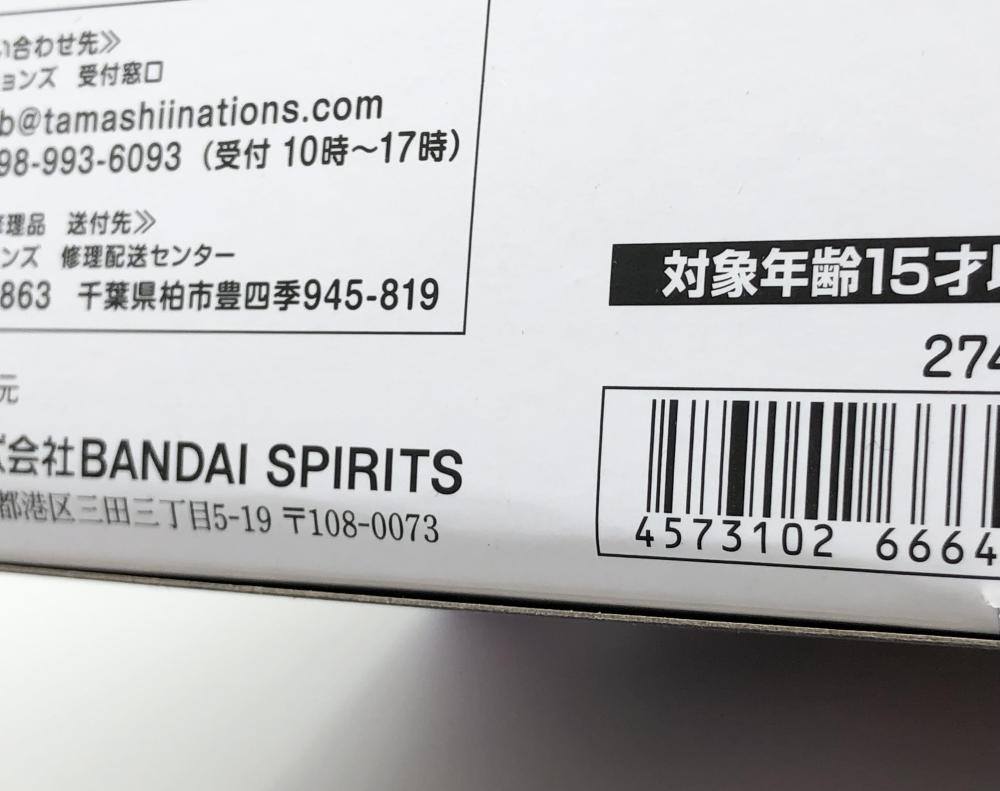 い合わせ先≫
ョンズ 受付窓口
b@tamashiinations.com
98-993-6093（受付 10時～17時）
理品 送付先≫
ンズ 修理配送センター
863 千葉県柏市豊四季945-819
元
会社BANDAI SPIRITS
都港区三田三丁目5-19 〒108-0073
対象年齢15才以
274
4573102 6664